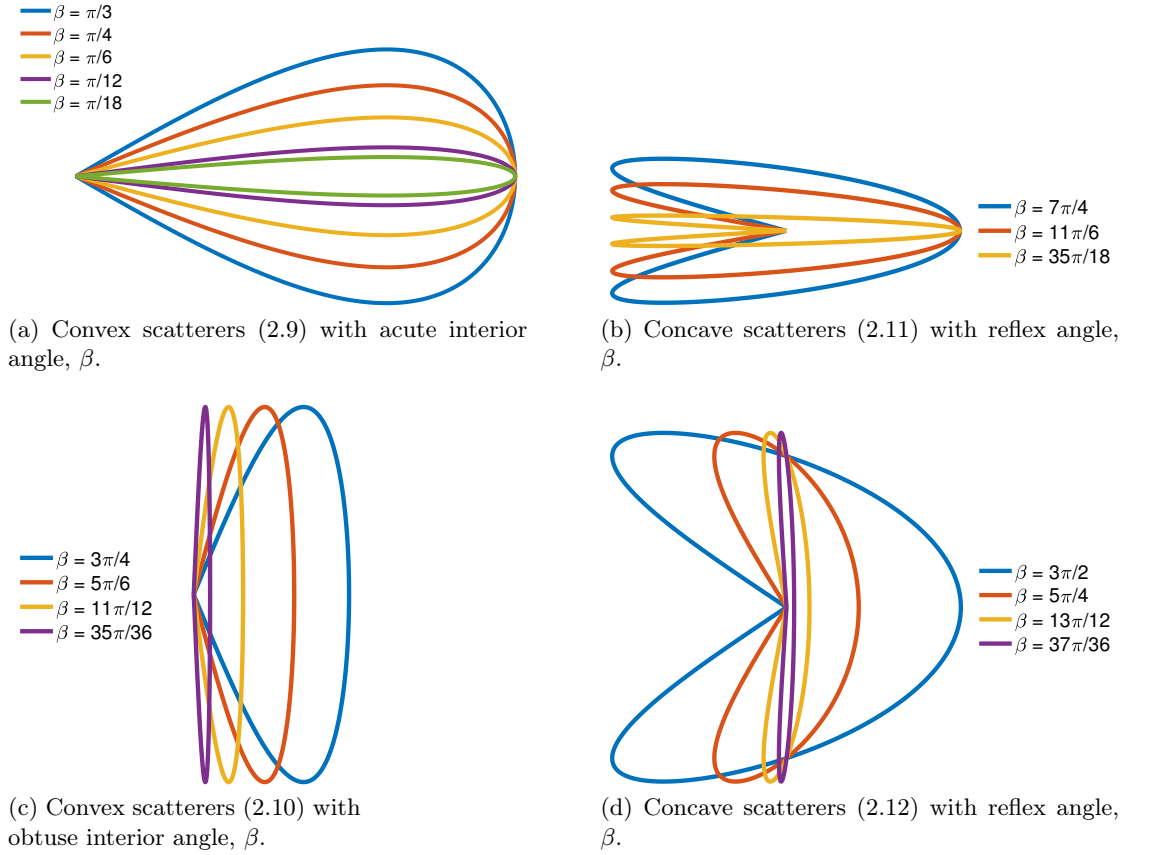 β = π/3
β = π/4
β = π/6
β = π/12
β = π/18
(a) Convex scatterers (2.9) with acute interior
angle, β.
β = 7π/4
β = 11π/6
β = 35π/18
(b) Concave scatterers (2.11) with reflex angle,
β.
β = 3π/4
β = 5π/6
β = 11π/12
β = 35π/36
(c) Convex scatterers (2.10) with
obtuse interior angle, β.
β = 3π/2
β = 5π/4
β = 13π/12
β = 37π/36
(d) Concave scatterers (2.12) with reflex angle,
β.